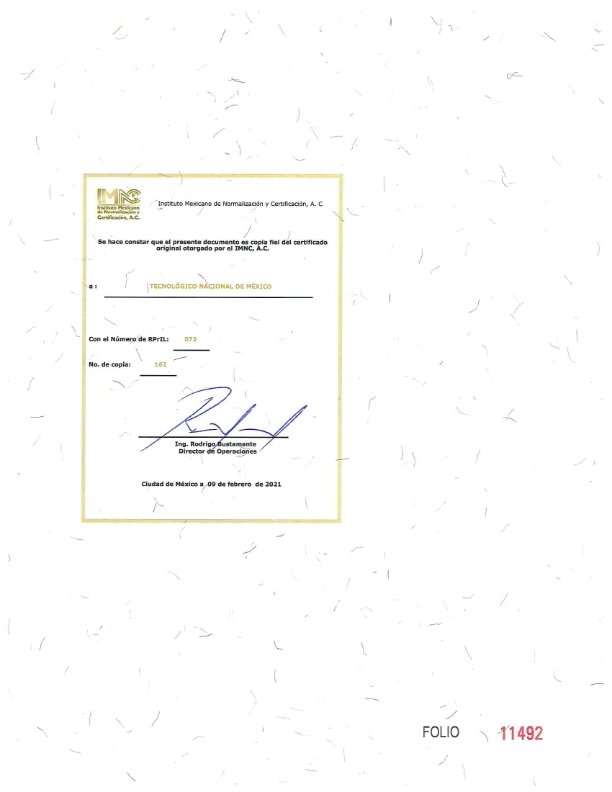 IMNC
Instituto Mexicano
de Normalización y
Certificación, A.C.
Instituto Mexicano de Normalización y Certificación, A. C
Se hace constar que el presente documento es copia fiel del certificado
original otorgado por el IMNC, A.C.
a : TECNOLÓGICO NACIONAL DE MÉXICO
Con el Número de RPrIL: 072
No. de copia: 162
Ing. Rodrigo Bustamante
Director de Operaciones
Ciudad de México a 09 de febrero de 2021
FOLIO 11492